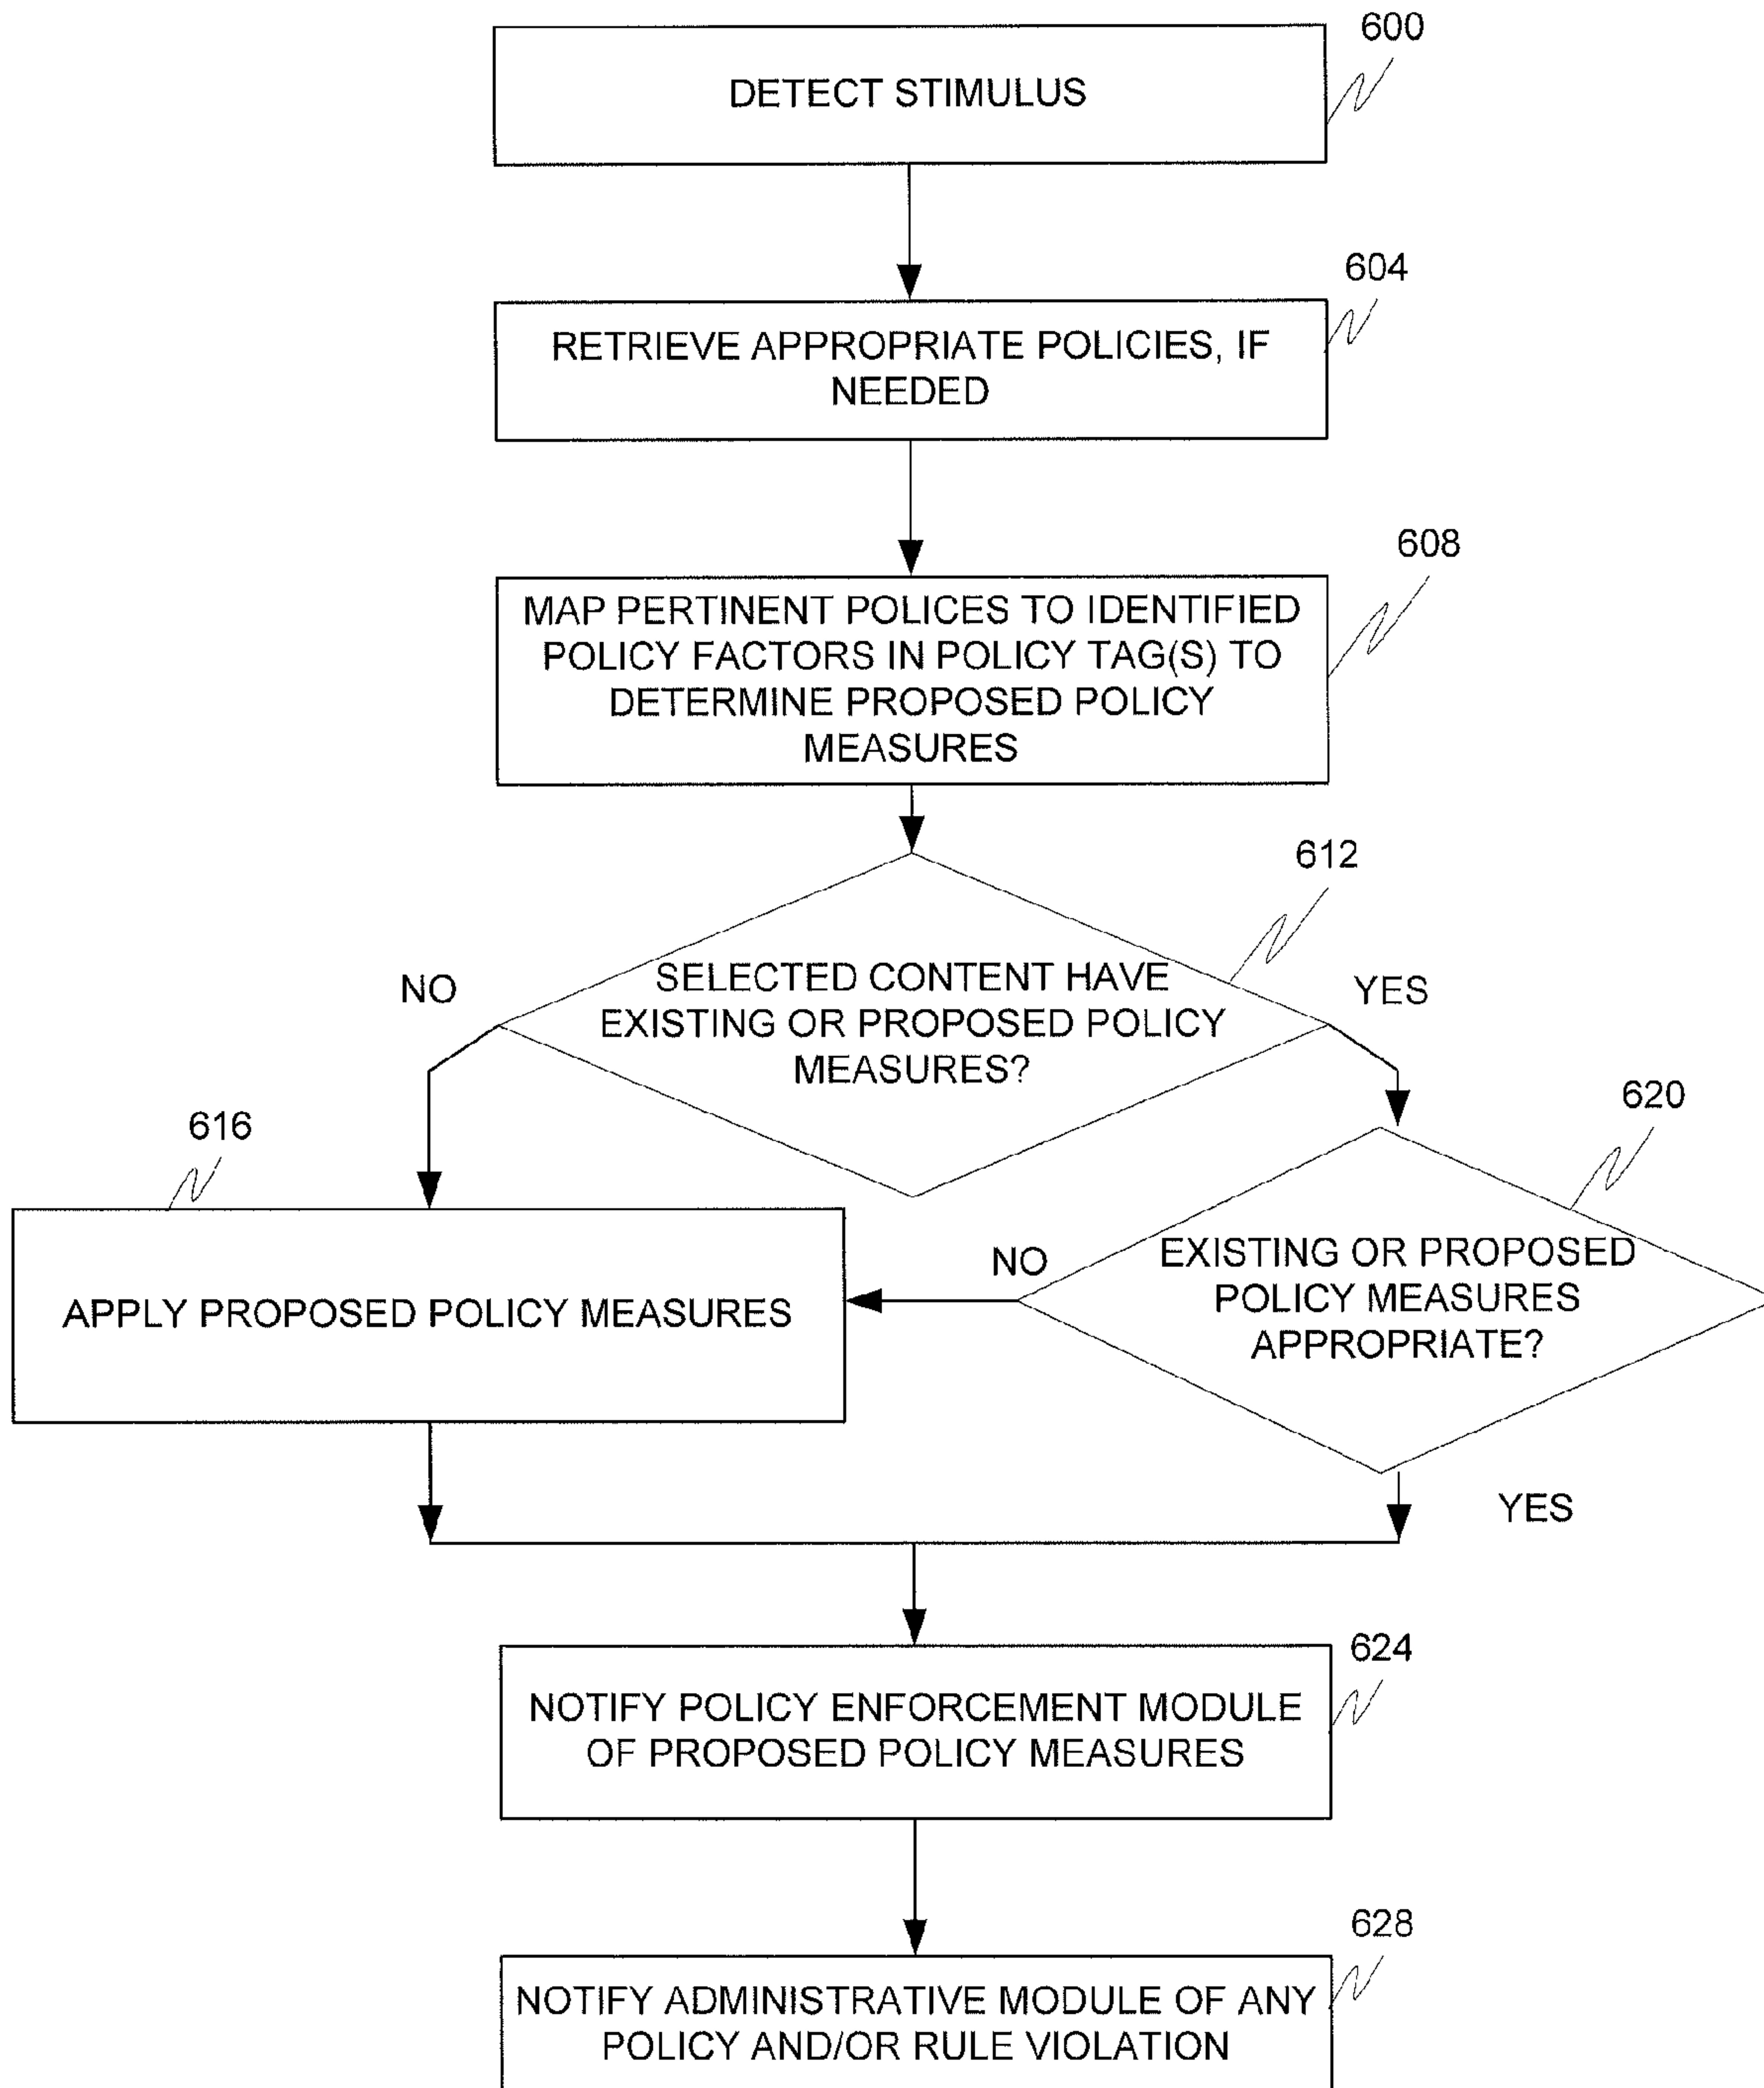 600
DETECT STIMULUS
604
RETRIEVE APPROPRIATE POLICIES, IF
NEEDED
608
MAP PERTINENT POLICES TO IDENTIFIED
POLICY FACTORS IN POLICY TAG(S) TO
DETERMINE PROPOSED POLICY
MEASURES
612
NO
SELECTED CONTENT HAVE
EXISTING OR PROPOSED POLICY
MEASURES?
YES
616
620
APPLY PROPOSED POLICY MEASURES
NO
EXISTING OR PROPOSED
POLICY MEASURES
APPROPRIATE?
YES
624
NOTIFY POLICY ENFORCEMENT MODULE
OF PROPOSED POLICY MEASURES
628
NOTIFY ADMINISTRATIVE MODULE OF ANY
POLICY AND/OR RULE VIOLATION